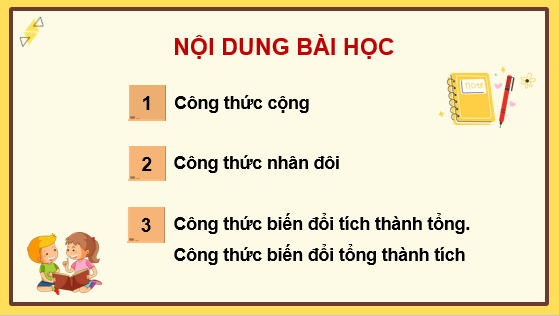 NỘI DUNG BÀI HỌC
1 Công thức cộng
2 Công thức nhân đôi
3 Công thức biến đổi tích thành tổng.
Công thức biến đổi tổng thành tích